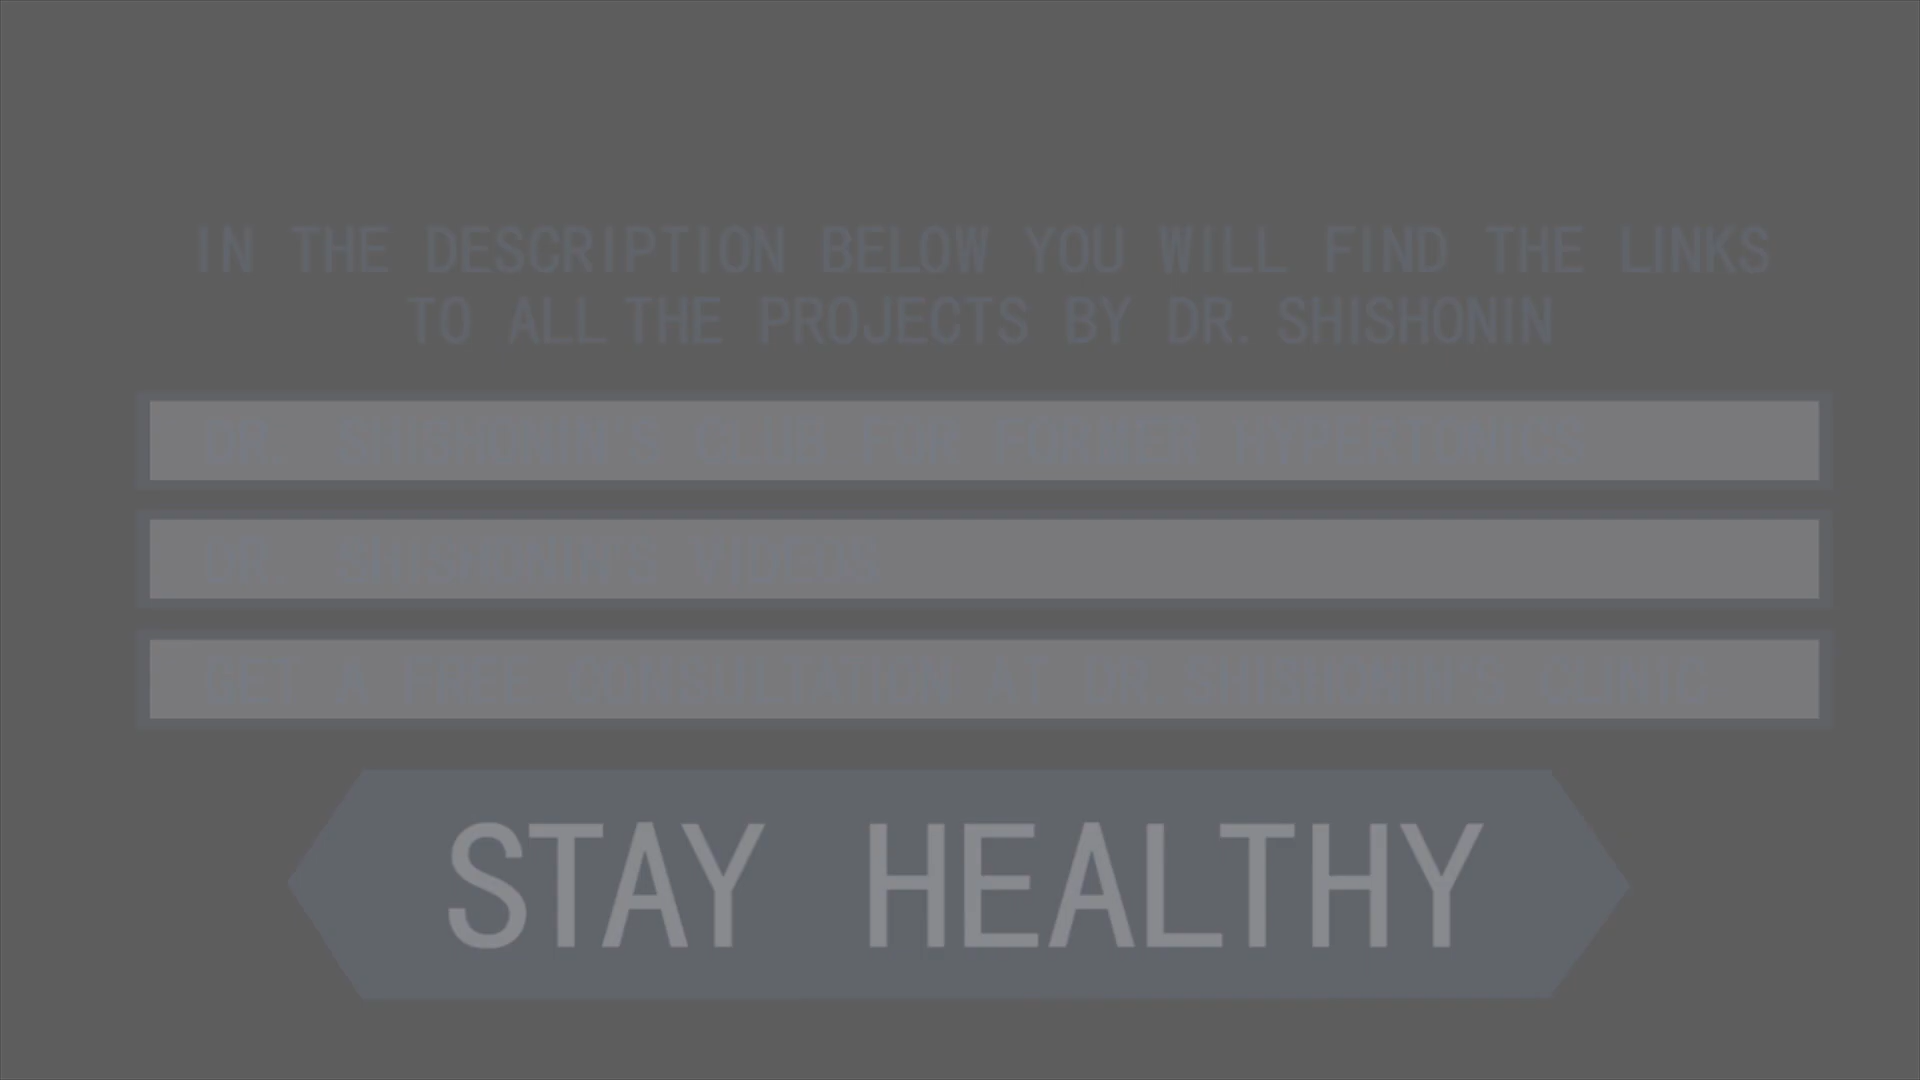 IN THE DESCRIPTION BELOW YOU WILL FIND THE LINKS
TO ALL THE PROJECTS BY DR. SHISHONIN
DR. SHISHONIN'S CLUB FOR FORMER HYPERTONICS
DR. SHISHONIN'S VIDEOS
GET A FREE CONSULTATION AT DR.SHISHONIN'S CLINIC
STAY HEALTHY